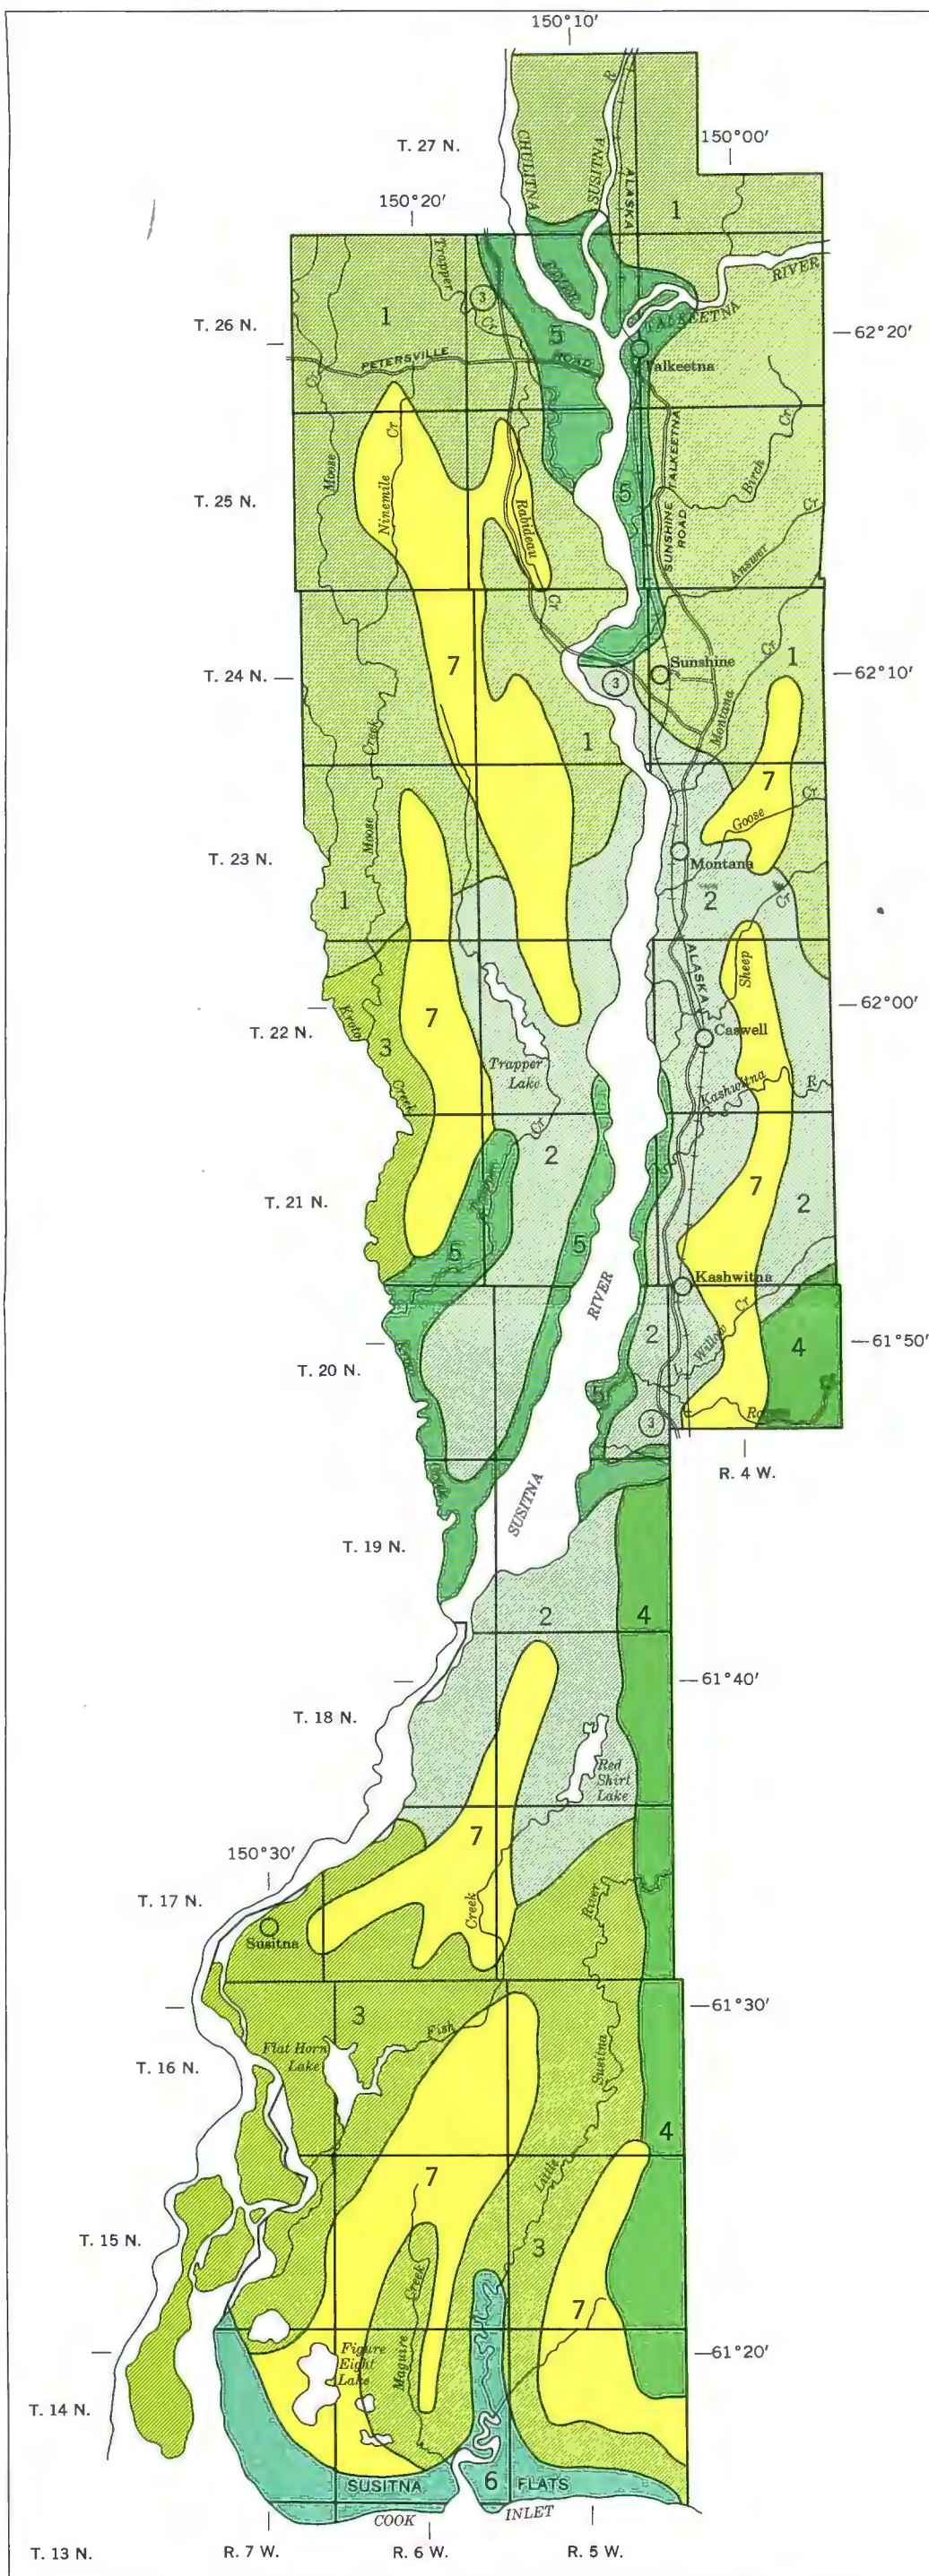 150°10'
T. 27 N.
CHULITNA
SUSITNA
R
ALASKA
150°00'
150°20'
1
RIVER
RIVER
Trapper
3
Cr
T. 26 N.
1
5
TALKEETNA
62°20'
PETERSVILLE
ROAD
Talkeetna
Cr
Cr
Cr
Moose
Ninemile
T. 25 N.
Rabideau
5
SUNSHINE TALKEETNA
ROAD
Birch
Cr
Answer
Cr
Cr
T. 24 N.
7
Sunshine
3
1
62°10'
Montana
Creek
1
7
Cr
Goose
T. 23 N.
Moose
Montana
1
2
Cr
Sheep
ALASKA
62°00'
T. 22 N.
7
Kroto
3
Creek
Trapper
Lake
Caswell
Kashwitna
R
Cr
2
T. 21 N.
Trapper
7
2
5
5
RIVER
Kashwitna
Cr
2
Willow
4
61°50'
T. 20 N.
Kroto
5
3
R. 4 W.
Creek
SUSITNA
T. 19 N.
2
4
61°40'
T. 18 N.
Red
Shirt
Lake
7
150°30'
T. 17 N.
Creek
River
Susitna
61°30'
3
Fish
Flat Horn
Lake
Susitna
T. 16 N.
4
7
Little
T. 15 N.
3
Creek
7
Figure
Eight
Lake
Magure
61°20'
T. 14 N.
SUSITNA 6 FLATS
COOK INLET
T. 13 N.
R. 7 W.
R. 6 W.
R. 5 W.